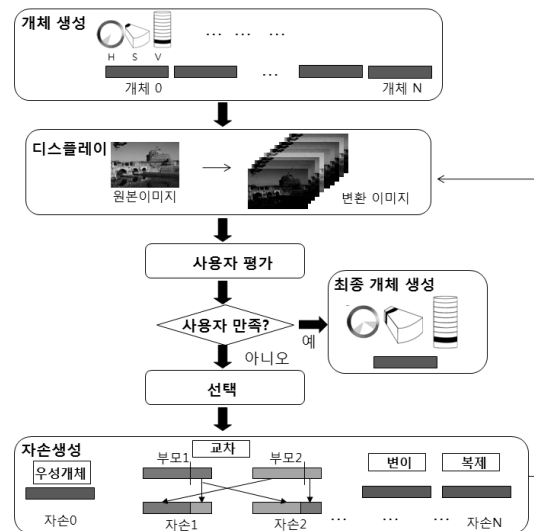 개체 생성
... ... ...
H S V
...
개체 0
개체 N
디스플레이
원본이미지
변환 이미지
사용자 평가
최종 개체 생성
사용자 만족?
예
아니오
선택
자손생성
교차
부모1
부모2
우성개체
변이
복제
자손0
자손1
자손2
... ... ...
자손N